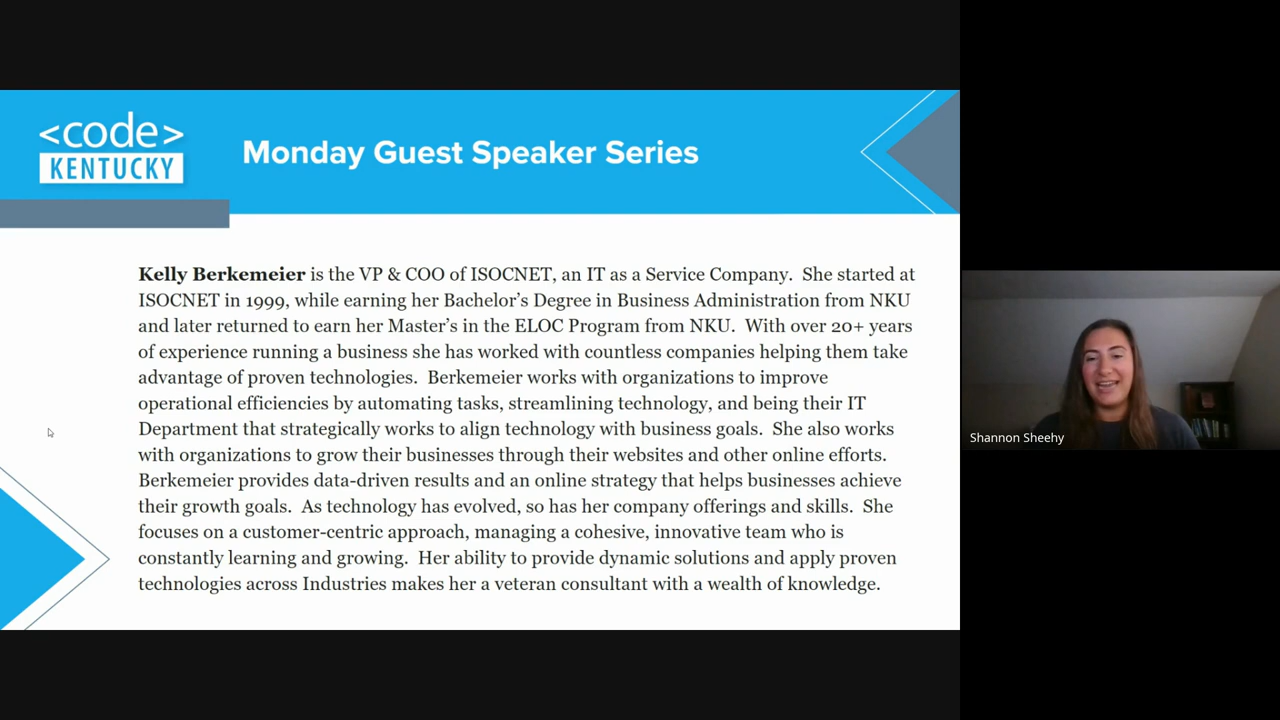 <code>
KENTUCKY
Monday Guest Speaker Series
Kelly Berkemeier is the VP & COO of ISOCNET, an IT as a Service Company.  She started at
ISOCNET in 1999, while earning her Bachelor's Degree in Business Administration from NKU
and later returned to earn her Master's in the ELOC Program from NKU.  With over 20+ years
of experience running a business she has worked with countless companies helping them take
advantage of proven technologies.  Berkemeier works with organizations to improve
operational efficiencies by automating tasks, streamlining technology, and being their IT
Department that strategically works to align technology with business goals.  She also works
with organizations to grow their businesses through their websites and other online efforts.
Berkemeier provides data-driven results and an online strategy that helps businesses achieve
their growth goals.  As technology has evolved, so has her company offerings and skills.  She
focuses on a customer-centric approach, managing a cohesive, innovative team who is
constantly learning and growing.  Her ability to provide dynamic solutions and apply proven
technologies across Industries makes her a veteran consultant with a wealth of knowledge.
Shannon Sheehy